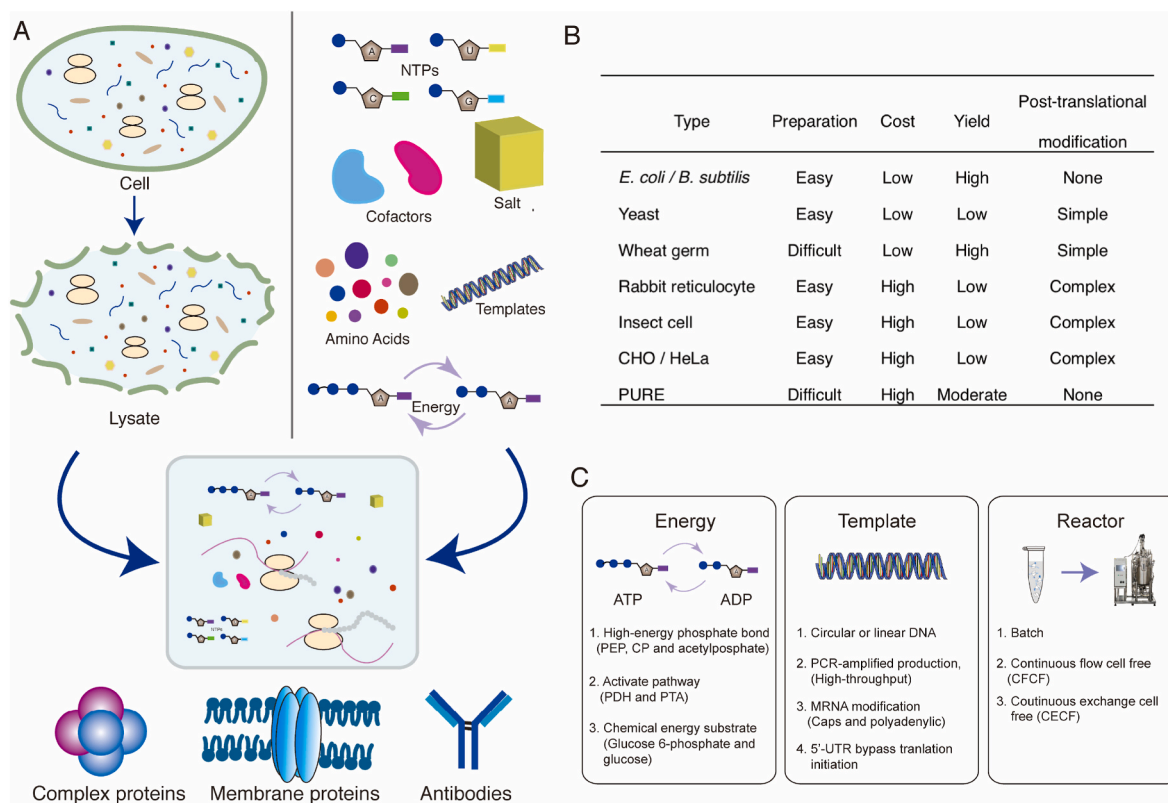 A
Cell
Lysate
A
U
NTPs
C
G
Cofactors
Salt
Amino Acids
Templates
A
Energy
A
A
A
NTPs
Complex proteins
Membrane proteins
Antibodies
B
Type Preparation Cost Yield Post-translational modification
E. coli / B. subtilis Easy Low High None
Yeast Easy Low Low Simple
Wheat germ Difficult Low High Simple
Rabbit reticulocyte Easy High Low Complex
Insect cell Easy High Low Complex
CHO / HeLa Easy High Low Complex
PURE Difficult High Moderate None
C
Energy
A
A
ATP
ADP
1. High-energy phosphate bond
(PEP, CP and acetylposphate)
2. Activate pathway
(PDH and PTA)
3. Chemical energy substrate
(Glucose 6-phosphate and
glucose)
Template
1. Circular or linear DNA
2. PCR-amplified production,
(High-throughput)
3. MRNA modification
(Caps and polyadenylic)
4. 5'-UTR bypass tranlation
initiation
Reactor
1. Batch
2. Continuous flow cell free
(CFCF)
3. Coutinuous exchange cell
free (CECF)